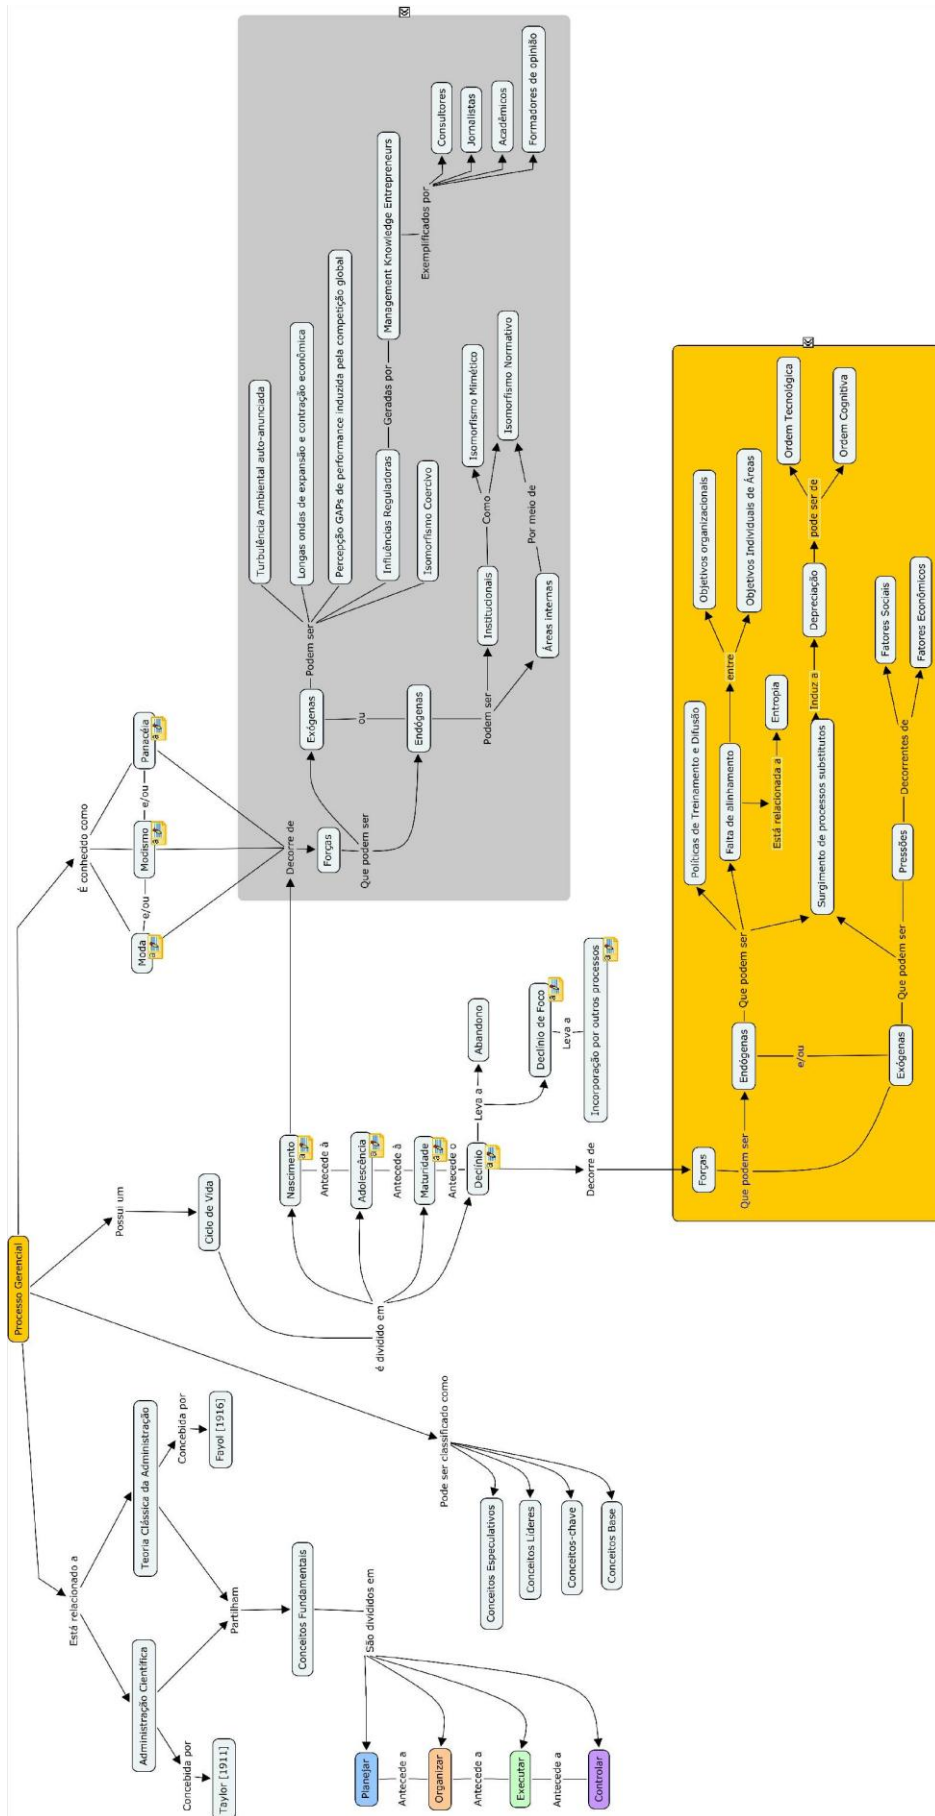 Processo Gerencial
Está relacionado a
Administração Científica
Teoria Clássica da Administração
Concebida por
Taylor [1911]
Concebida por
Fayol [1916]
Partilham
Conceitos Fundamentais
São divididos em
Planejar
Antecede a
Organizar
Antecede a
Executar
Antecede a
Controlar
Pode ser classificado como
Conceitos Especulativos
Conceitos Líderes
Conceitos-chave
Conceitos Base
Possui um
Ciclo de Vida
é dividido em
Nascimento
Antecede à
Adolescência
Antecede à
Maturidade
Antecede o
Declínio
Leva a
Abandono
Declínio de Foco
Leva a
Incorporação por outros processos
Decorre de
É conhecido como
Moda
e/ou
Modismo
e/ou
Panacéia
Decorre de
Forças
Que podem ser
Exógenas
ou
Endógenas
Podem ser
Turbulência Ambiental auto-anunciada
Longas ondas de expansão e contração econômica
Percepção GAPs de performance induzida pela competição global
Influências Reguladoras
Isomorfismo Coercivo
Geradas por
Management Knowledge Entrepreneurs
Exemplificados por
Consultores
Jornalistas
Acadêmicos
Formadores de opinião
Podem ser
Institucionais
Como
Isomorfismo Mimético
Isomorfismo Normativo
Áreas internas
Por meio de
Forças
Que podem ser
Endógenas
e/ou
Exógenas
Que podem ser
Políticas de Treinamento e Difusão
Falta de alinhamento
entre
Objetivos organizacionais
Objetivos Individuais de Áreas
Está relacionada a
Entropia
Surgimento de processos substitutos
Induz a
Depreciação
pode ser de
Ordem Tecnológica
Ordem Cognitiva
Que podem ser
Pressões
Decorrentes de
Fatores Sociais
Fatores Econômicos